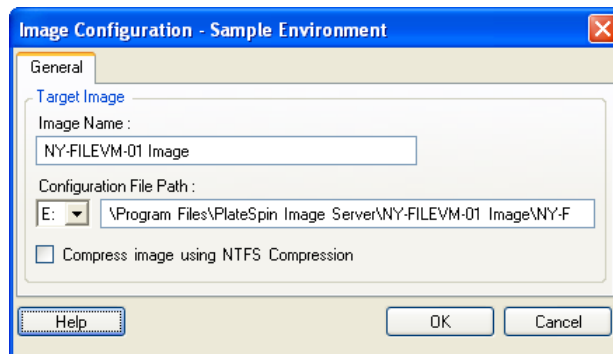 Image Configuration - Sample Environment
General
Target Image
Image Name :
NY-FILEVM-01 Image
Configuration File Path :
E: \Program Files\PlateSpin Image Server\NY-FILEVM-01 Image\NY-F
Compress image using NTFS Compression
Help OK Cancel